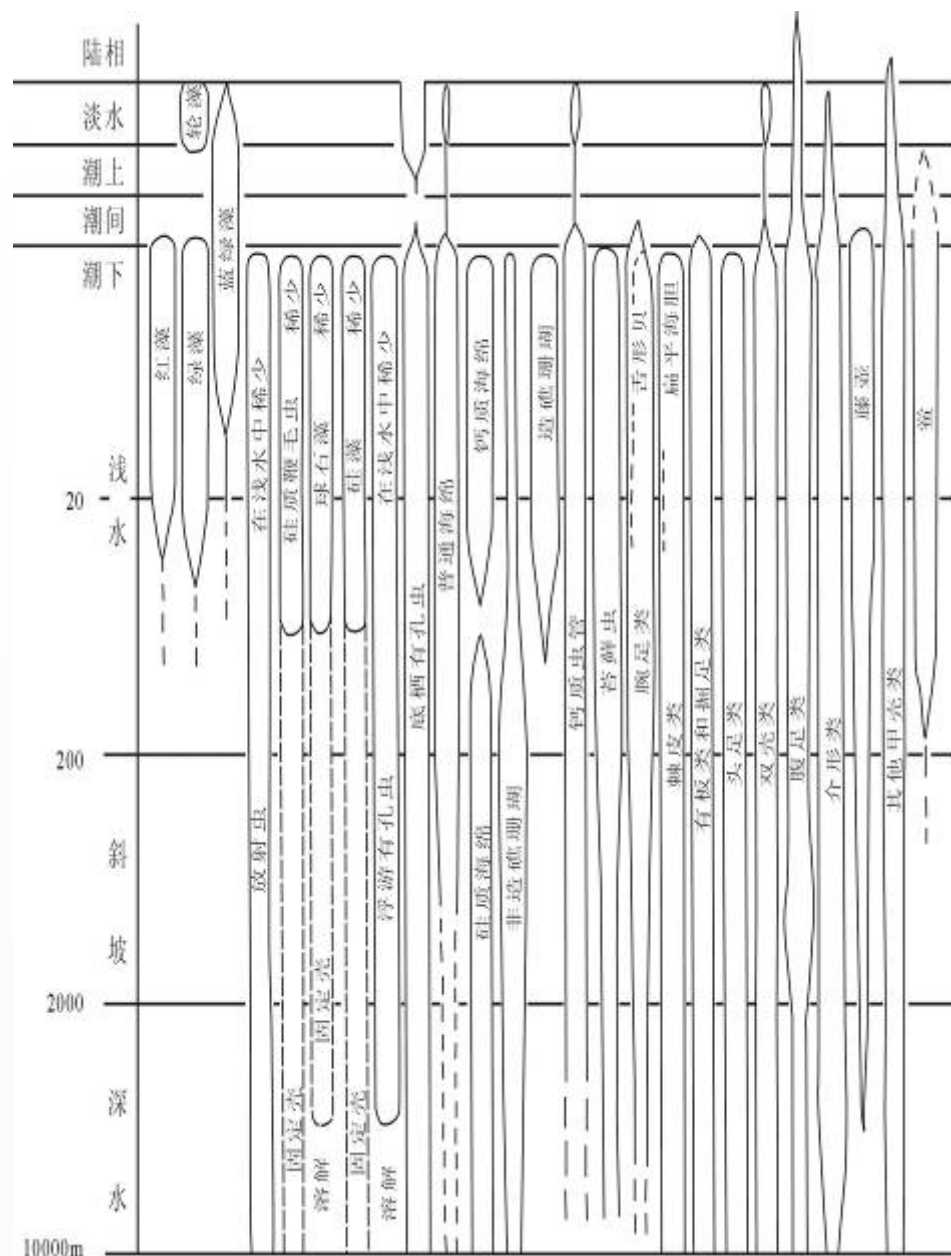 陆相
淡水
潮上
潮间
潮下
浅水
20
200
斜坡
2000
深水
10000m
红藻
轮藻
绿藻
蓝绿藻
在浅水中稀少
放射虫
稀少
硅质鞭毛虫
固定壳
稀少
球石藻
固定壳
溶解
稀少
硅藻
固定壳
在浅水中稀少
浮游有孔虫
溶解
底栖有孔虫
普通海绵
钙质海绵
硅质海绵
非造礁珊瑚
造礁珊瑚
钙质虫管
苔藓虫
舌形贝
腕足类
扁平海胆
棘皮类
有板类和掘足类
头足类
双壳类
腹足类
介形类
藤壶
其他甲壳类